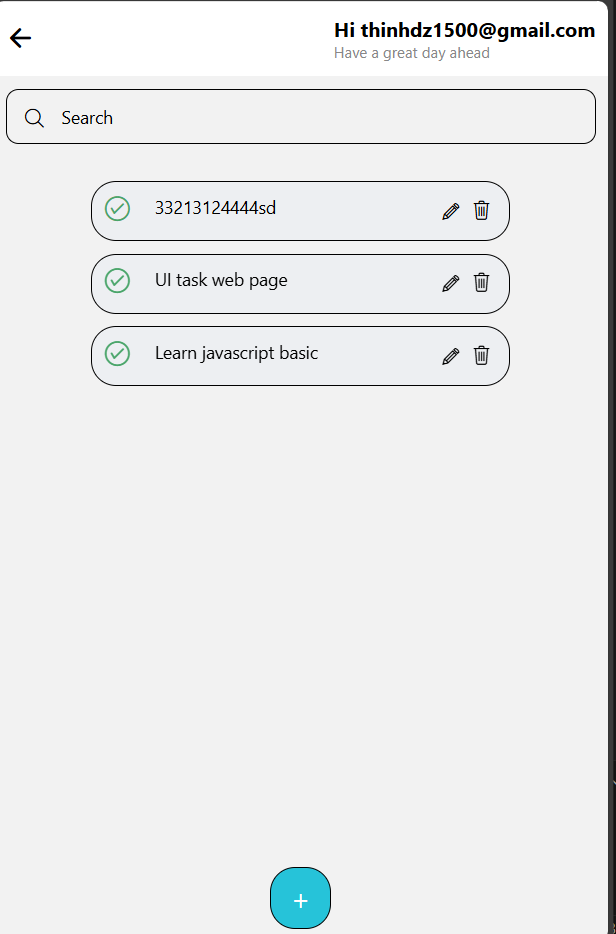 Hi thinhdz1500@gmail.com
Have a great day ahead
Search
33213124444sd
UI task web page
Learn javascript basic
+